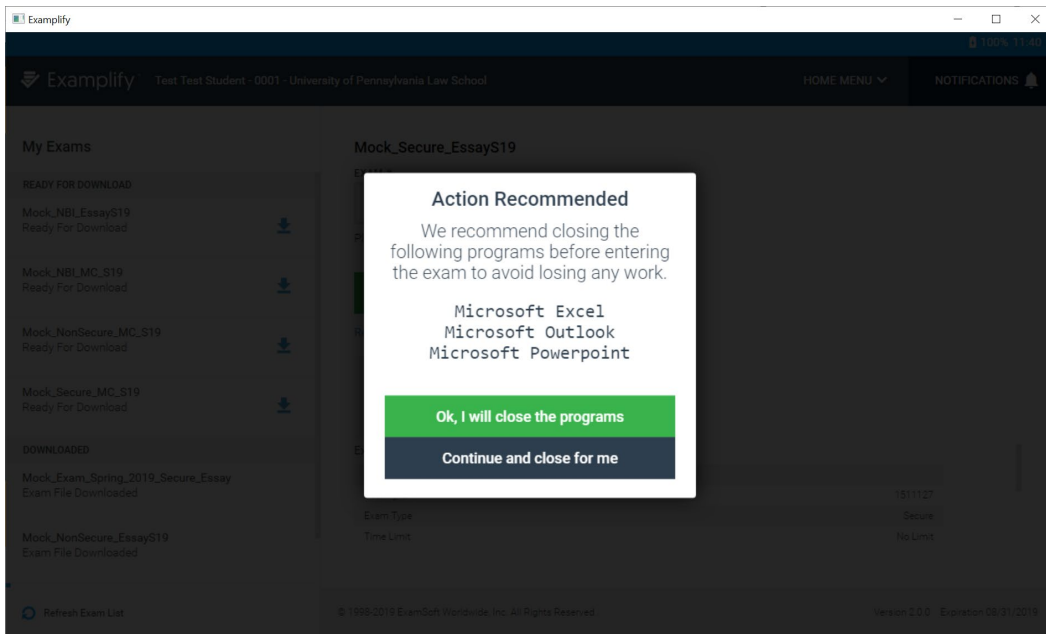 Examplify
100% 11:40
Examplify Test Test Student - 0001 - University of Pennsylvania Law School HOME MENU NOTIFICATIONS
My Exams
READY FOR DOWNLOAD
Mock_NBI_EssayS19
Ready For Download
Mock_NBI_MC_S19
Ready For Download
Mock_NonSecure_MC_S19
Ready For Download
Mock_Secure_MC_S19
Ready For Download
DOWNLOADED
Mock_Exam_Spring_2019_Secure_Essay
Exam File Downloaded
Mock_NonSecure_EssayS19
Exam File Downloaded
Refresh Exam List
Mock_Secure_EssayS19
Action Recommended
We recommend closing the
following programs before entering
the exam to avoid losing any work.
Microsoft Excel
Microsoft Outlook
Microsoft Powerpoint
Ok, I will close the programs
Continue and close for me
1511127
Exam Type Secure
Time Limit No Limit
© 1998-2019 ExamSoft Worldwide, Inc. All Rights Reserved. Version 2.0.0 Expiration 08/31/2019